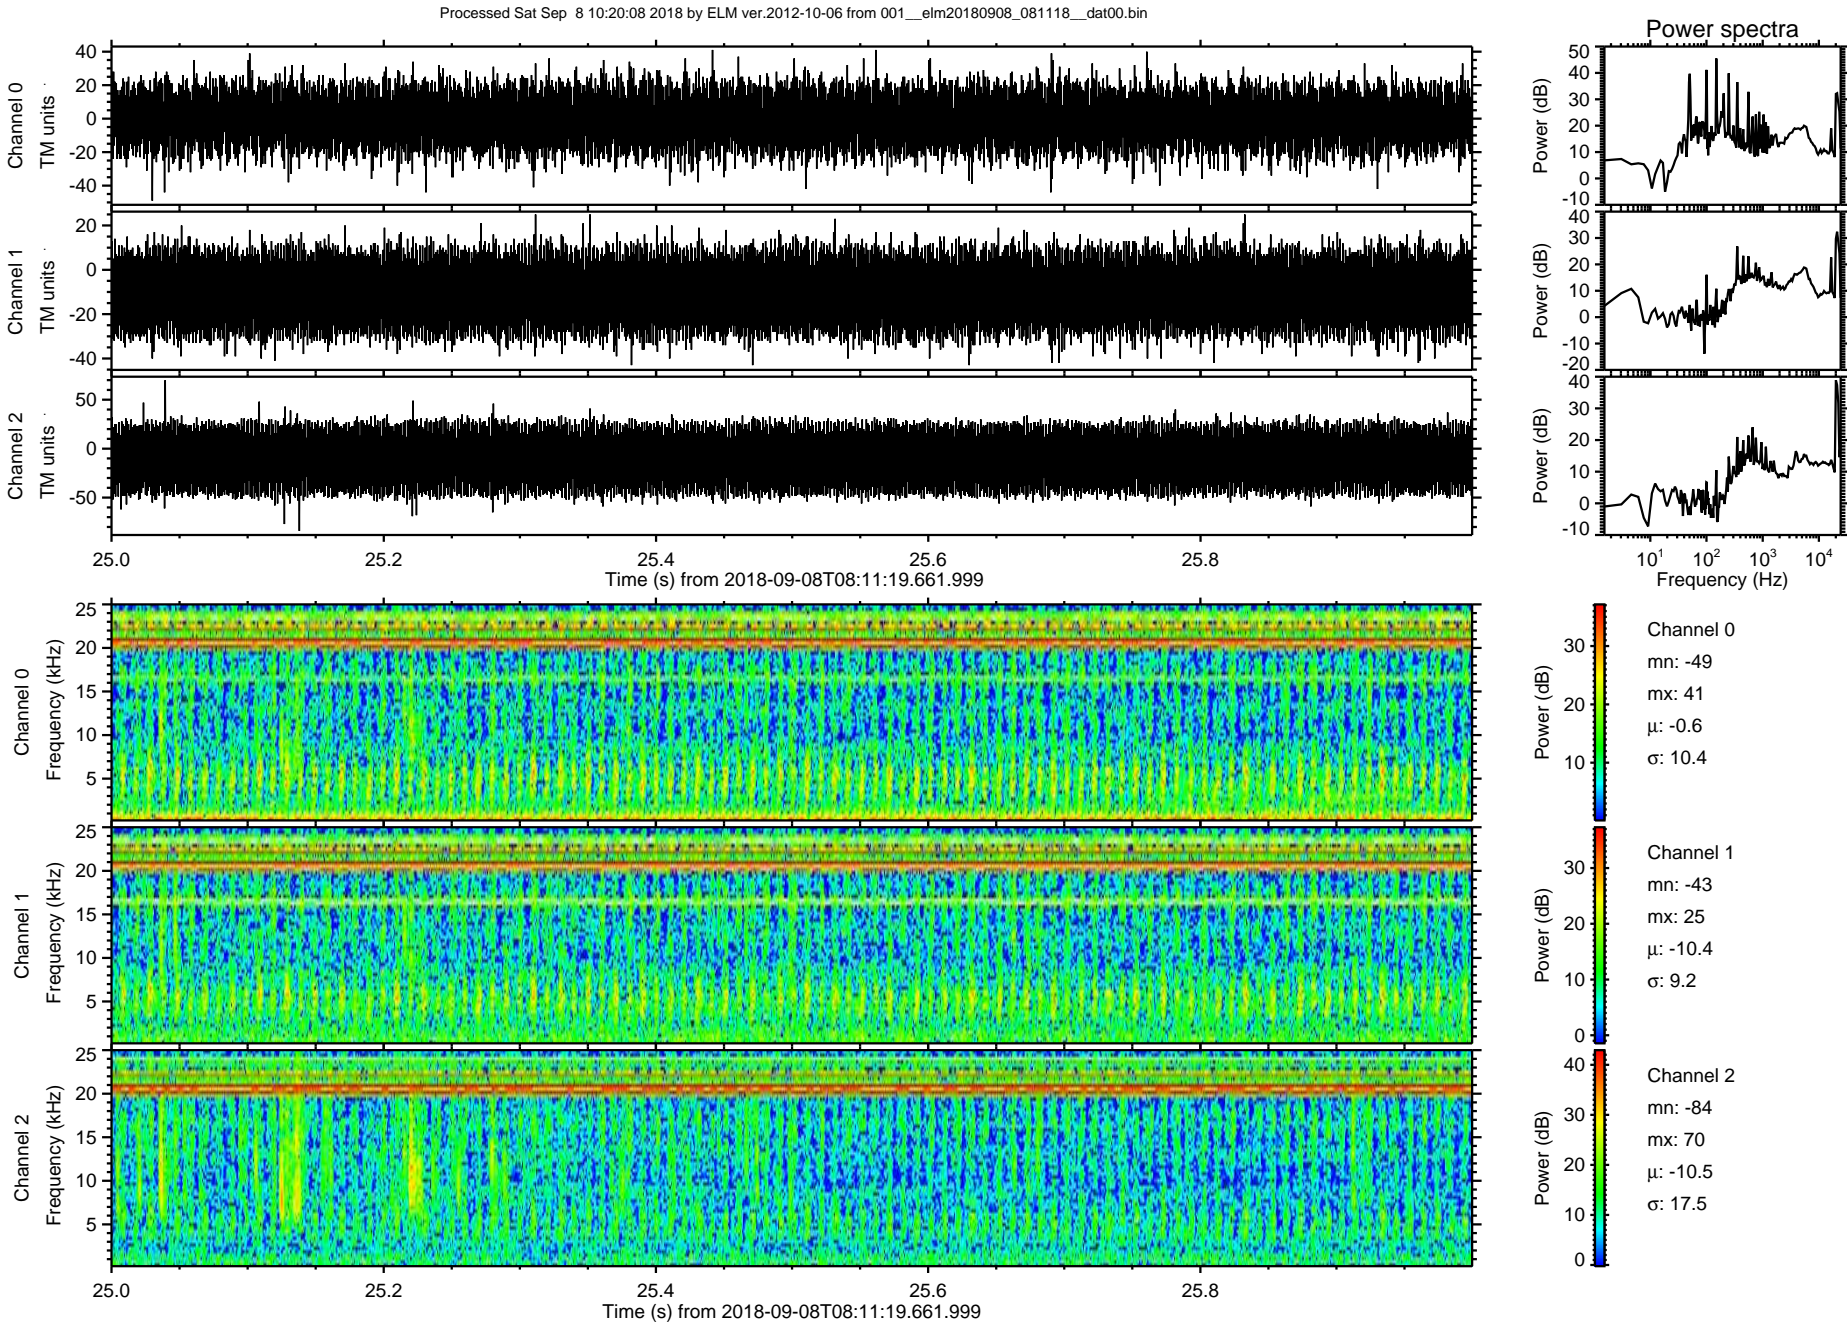 Processed Sat Sep 8 10:20:08 2018 by ELM ver.2012-10-06 from 001__elm20180908_081118__dat00.bin
Power spectra
Channel 0
TM units
40
20
0
-20
-40
Power (dB)
50
40
30
20
10
0
-10
Channel 1
TM units
20
0
-20
-40
Power (dB)
40
30
20
10
0
-10
-20
Channel 2
TM units
50
0
-50
Power (dB)
40
30
20
10
0
-10
25.0 25.2 25.4 25.6 25.8
Time (s) from 2018-09-08T08:11:19.661.999
10¹ 10² 10³ 10⁴
Frequency (Hz)
Channel 0
Frequency (kHz)
25
20
15
10
5
Power (dB)
30
20
10
Channel 0
mn: -49
mx: 41
μ: -0.6
σ: 10.4
Channel 1
Frequency (kHz)
25
20
15
10
5
Power (dB)
30
20
10
0
Channel 1
mn: -43
mx: 25
μ: -10.4
σ: 9.2
Channel 2
Frequency (kHz)
25
20
15
10
5
Power (dB)
40
30
20
10
0
Channel 2
mn: -84
mx: 70
μ: -10.5
σ: 17.5
25.0 25.2 25.4 25.6 25.8
Time (s) from 2018-09-08T08:11:19.661.999